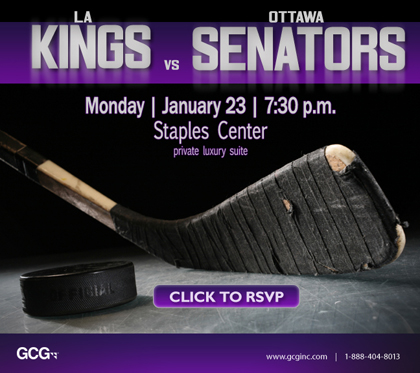 LA OTTAWA
KINGS vs SENATORS
Monday | January 23 | 7:30 p.m.
Staples Center
private luxury suite
OFFICIAL
CLICK TO RSVP
GCG www.gcginc.com | 1-888-404-8013